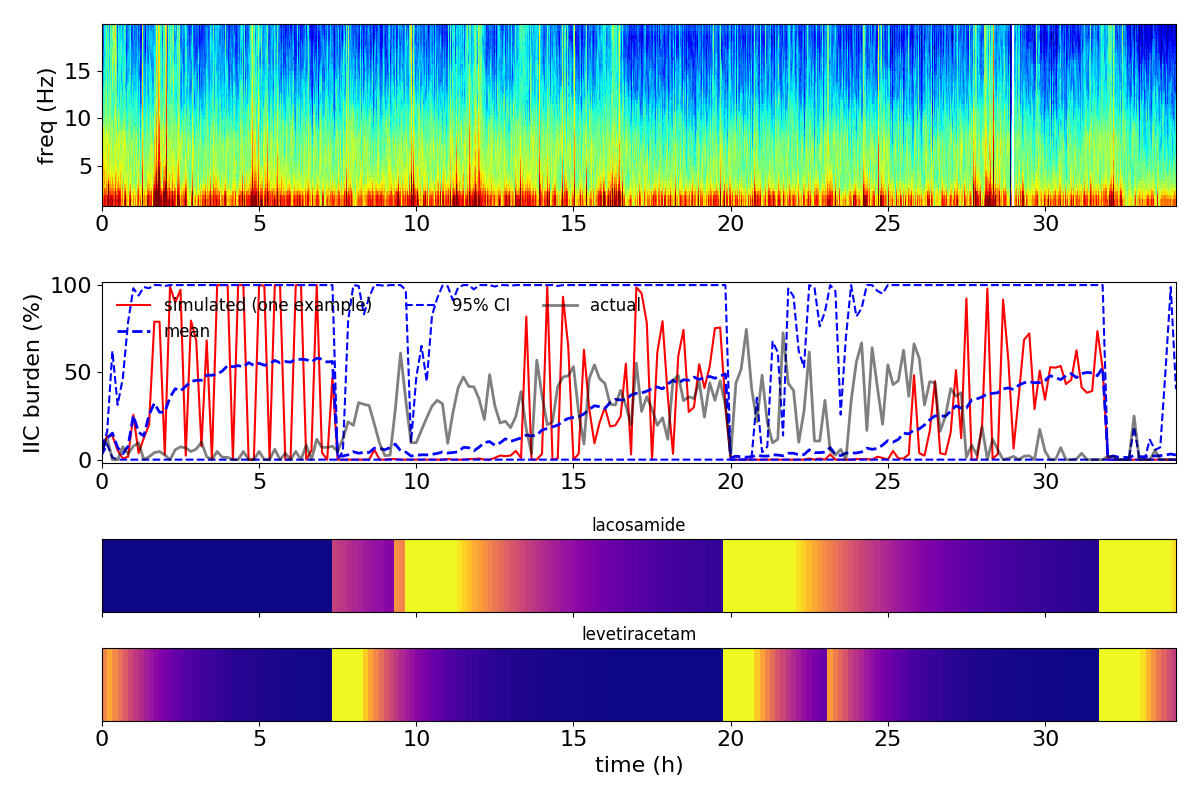 freq (Hz)
15
10
5
0 5 10 15 20 25 30
IIC burden (%)
100
50
0
simulated (one example)
mean
95% CI
actual
0 5 10 15 20 25 30
lacosamide
levetiracetam
0 5 10 15 20 25 30
time (h)